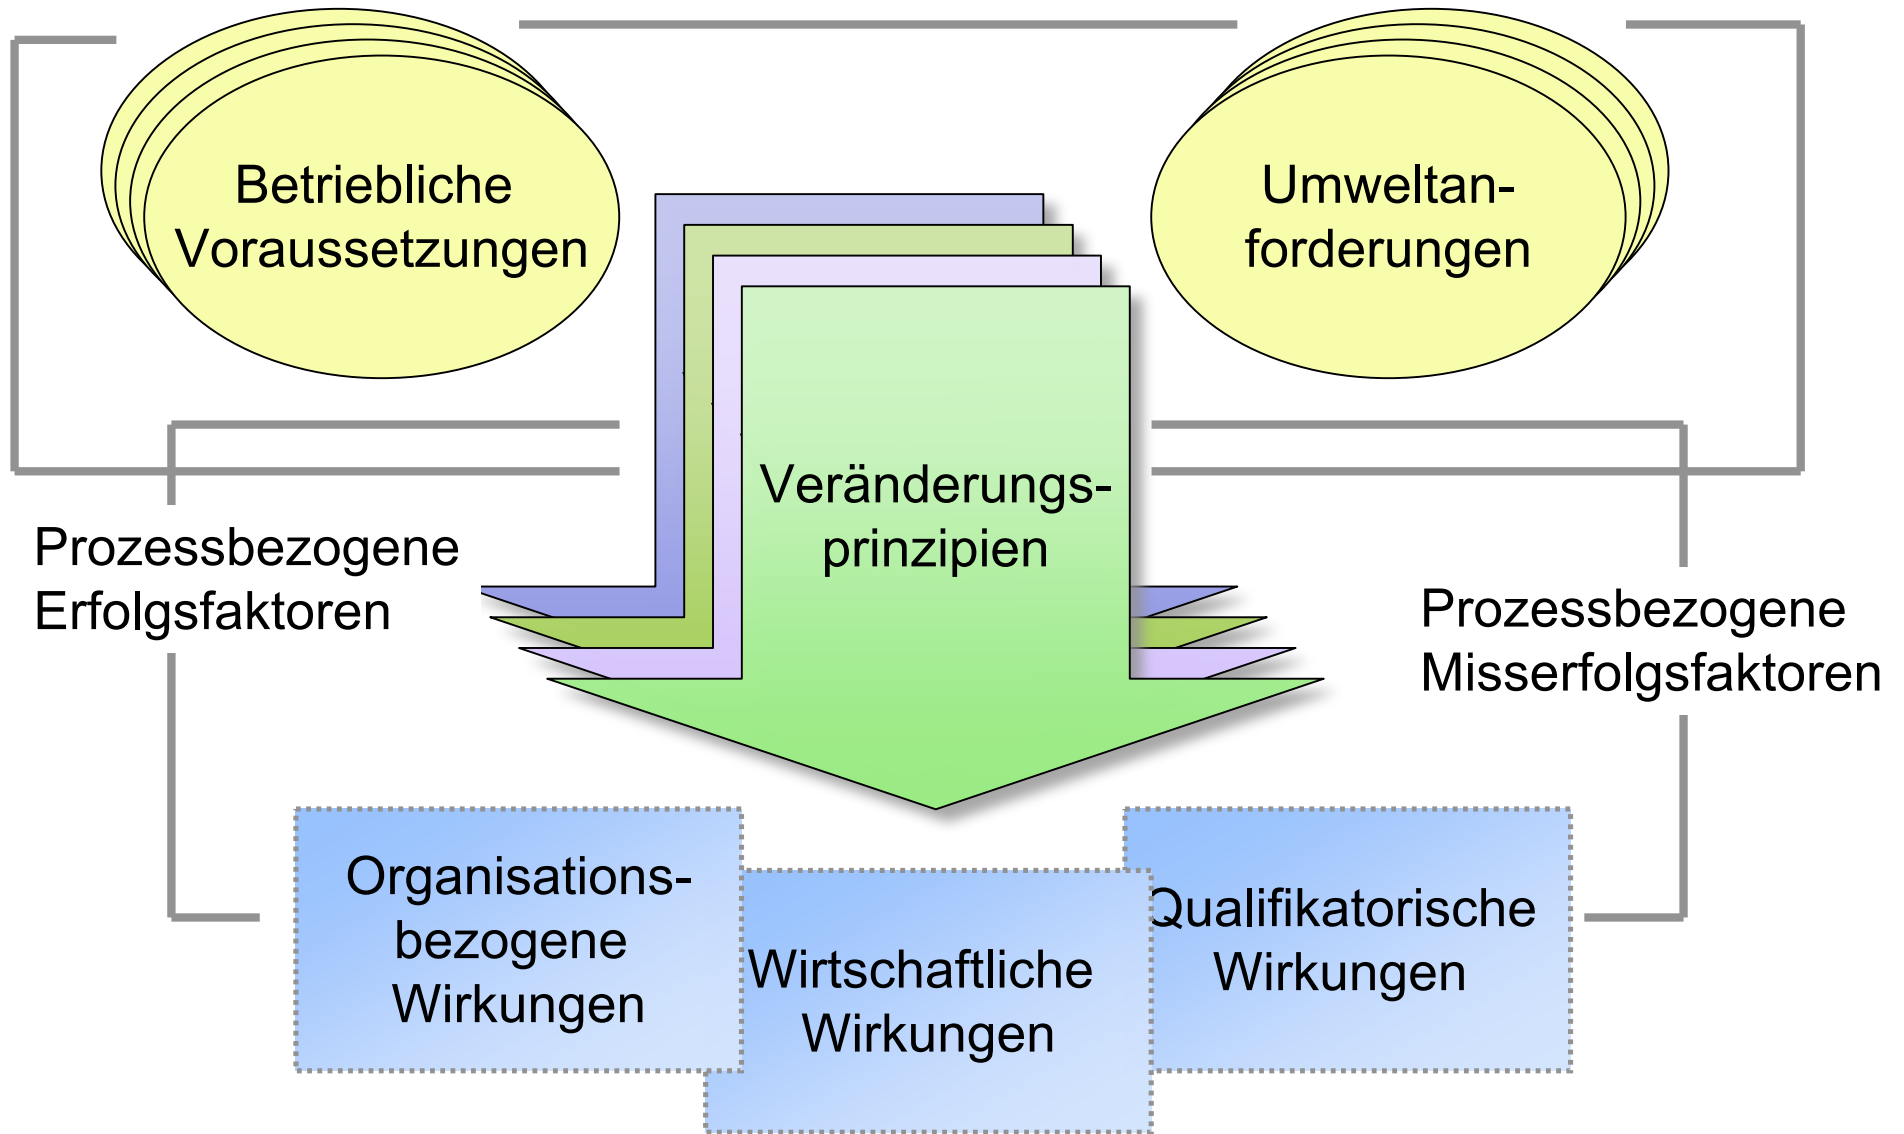 Betriebliche
Voraussetzungen
Umweltan-
forderungen
Veränderungs-
prinzipien
Prozessbezogene
Erfolgsfaktoren
Prozessbezogene
Misserfolgsfaktoren
Organisations-
bezogene
Wirkungen
Wirtschaftliche
Wirkungen
Qualifikatorische
Wirkungen